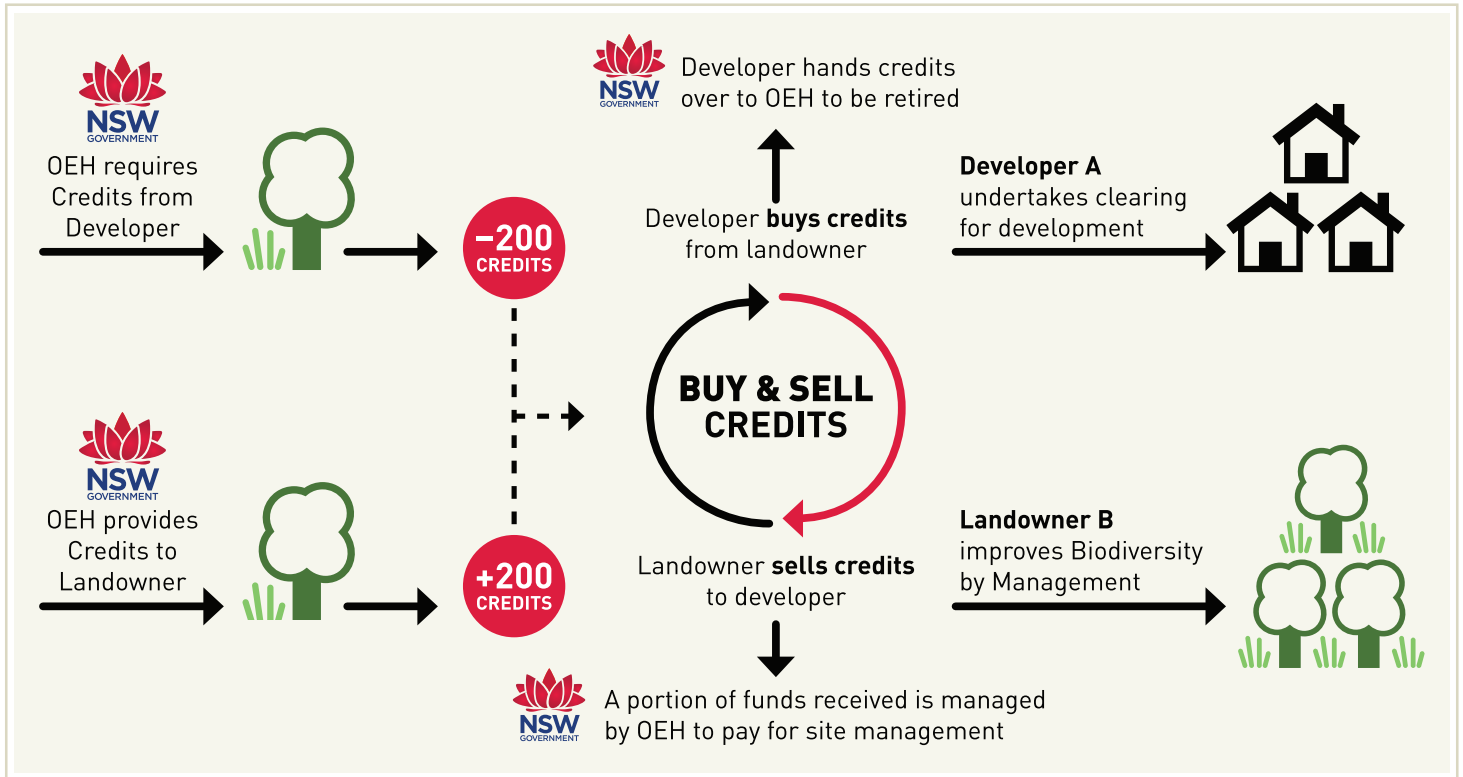 NSW
GOVERNMENT
OEH requires
Credits from
Developer
–200
CREDITS
NSW
GOVERNMENT
Developer hands credits
over to OEH to be retired
Developer buys credits
from landowner
Developer A
undertakes clearing
for development
BUY & SELL
CREDITS
NSW
GOVERNMENT
OEH provides
Credits to
Landowner
+200
CREDITS
Landowner sells credits
to developer
Landowner B
improves Biodiversity
by Management
NSW
GOVERNMENT
A portion of funds received is managed
by OEH to pay for site management